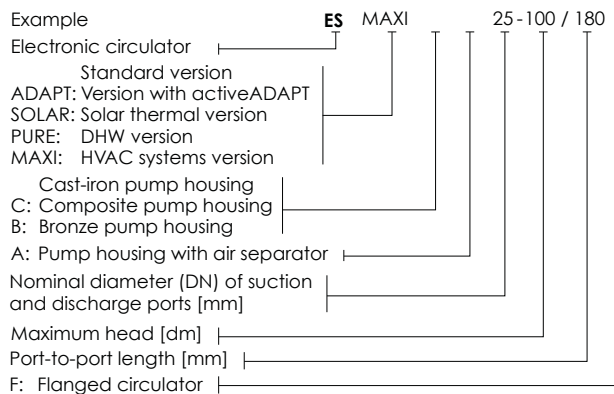 Example ES MAXI 25-100 / 180
Electronic circulator
Standard version
ADAPT: Version with activeADAPT
SOLAR: Solar thermal version
PURE: DHW version
MAXI: HVAC systems version
Cast-iron pump housing
C: Composite pump housing
B: Bronze pump housing
A: Pump housing with air separator
Nominal diameter (DN) of suction
and discharge ports [mm]
Maximum head [dm]
Port-to-port length [mm]
F: Flanged circulator